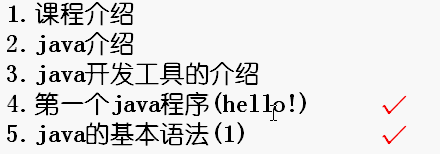 1.课程介绍
2.java介绍
3.java开发工具的介绍
4.第一个java程序(hello!)
5.java的基本语法(1)